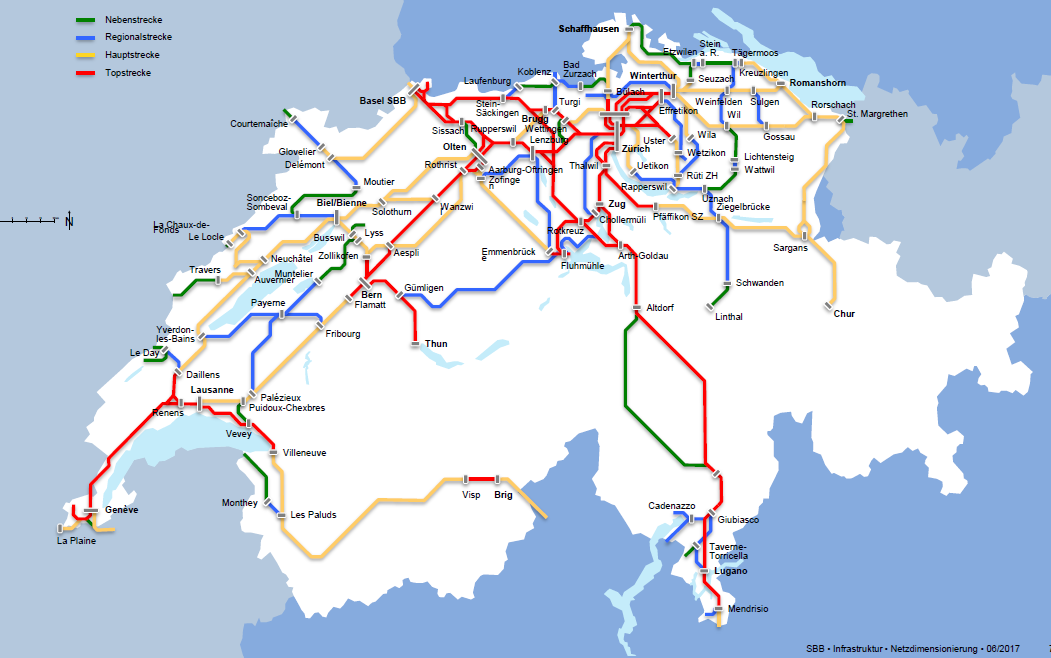 Nebenstrecke
Regionalstrecke
Hauptstrecke
Topstrecke
Schaffhausen
Etzwilen
Stein
a. R.
Tägermoos
Kreuzlingen
Romanshorn
Laufenburg
Koblenz
Bad
Zurzach
Winterthur
Seuzach
Bülach
Basel SBB
Stein-
Säckingen
Turgi
Brugg
Effretikon
Weinfelden
Sulgen
Wil
Rorschach
St. Margrethen
Gossau
Courtemaîche
Sissach
Rupperswil
Wettingen
Lenzburg
Olten
Zürich
Uster
Wila
Wetzikon
Lichtensteig
Wattwil
Glovelier
Delémont
Rothrist
Aarburg-Oftringen
Zofinge
n
Thalwil
Uetikon
Rüti ZH
Rapperswil
Moutier
Uznach
Ziegelbrücke
Sonceboz-
Sombeval
Biel/Bienne
Solothurn
Wanzwi
l
Zug
Chollermüli
Pfäffikon SZ
N
La Chaux-de-
Fonds
Le Locle
Busswil
Lyss
Zollikofen
Aespli
Emmenbrück
e
Rotkreuz
Fluhmühle
Arth-Goldau
Sargans
Neuchâtel
Travers
Auvernier
Muntelier
Schwanden
Linthal
Chur
Payerne
Bern
Flamatt
Gümligen
Altdorf
Yverdon-
les-Bains
Fribourg
Thun
Le Day
Daillens
Lausanne
Palézieux
Puidoux-Chexbres
Renens
Vevey
Villeneuve
Visp
Brig
Monthey
Les Paluds
Genève
La Plaine
Cadenazzo
Giubiasco
Taverne-
Torricella
Lugano
Mendrisio
SBB • Infrastruktur • Netzdimensionierung • 06/2017
7